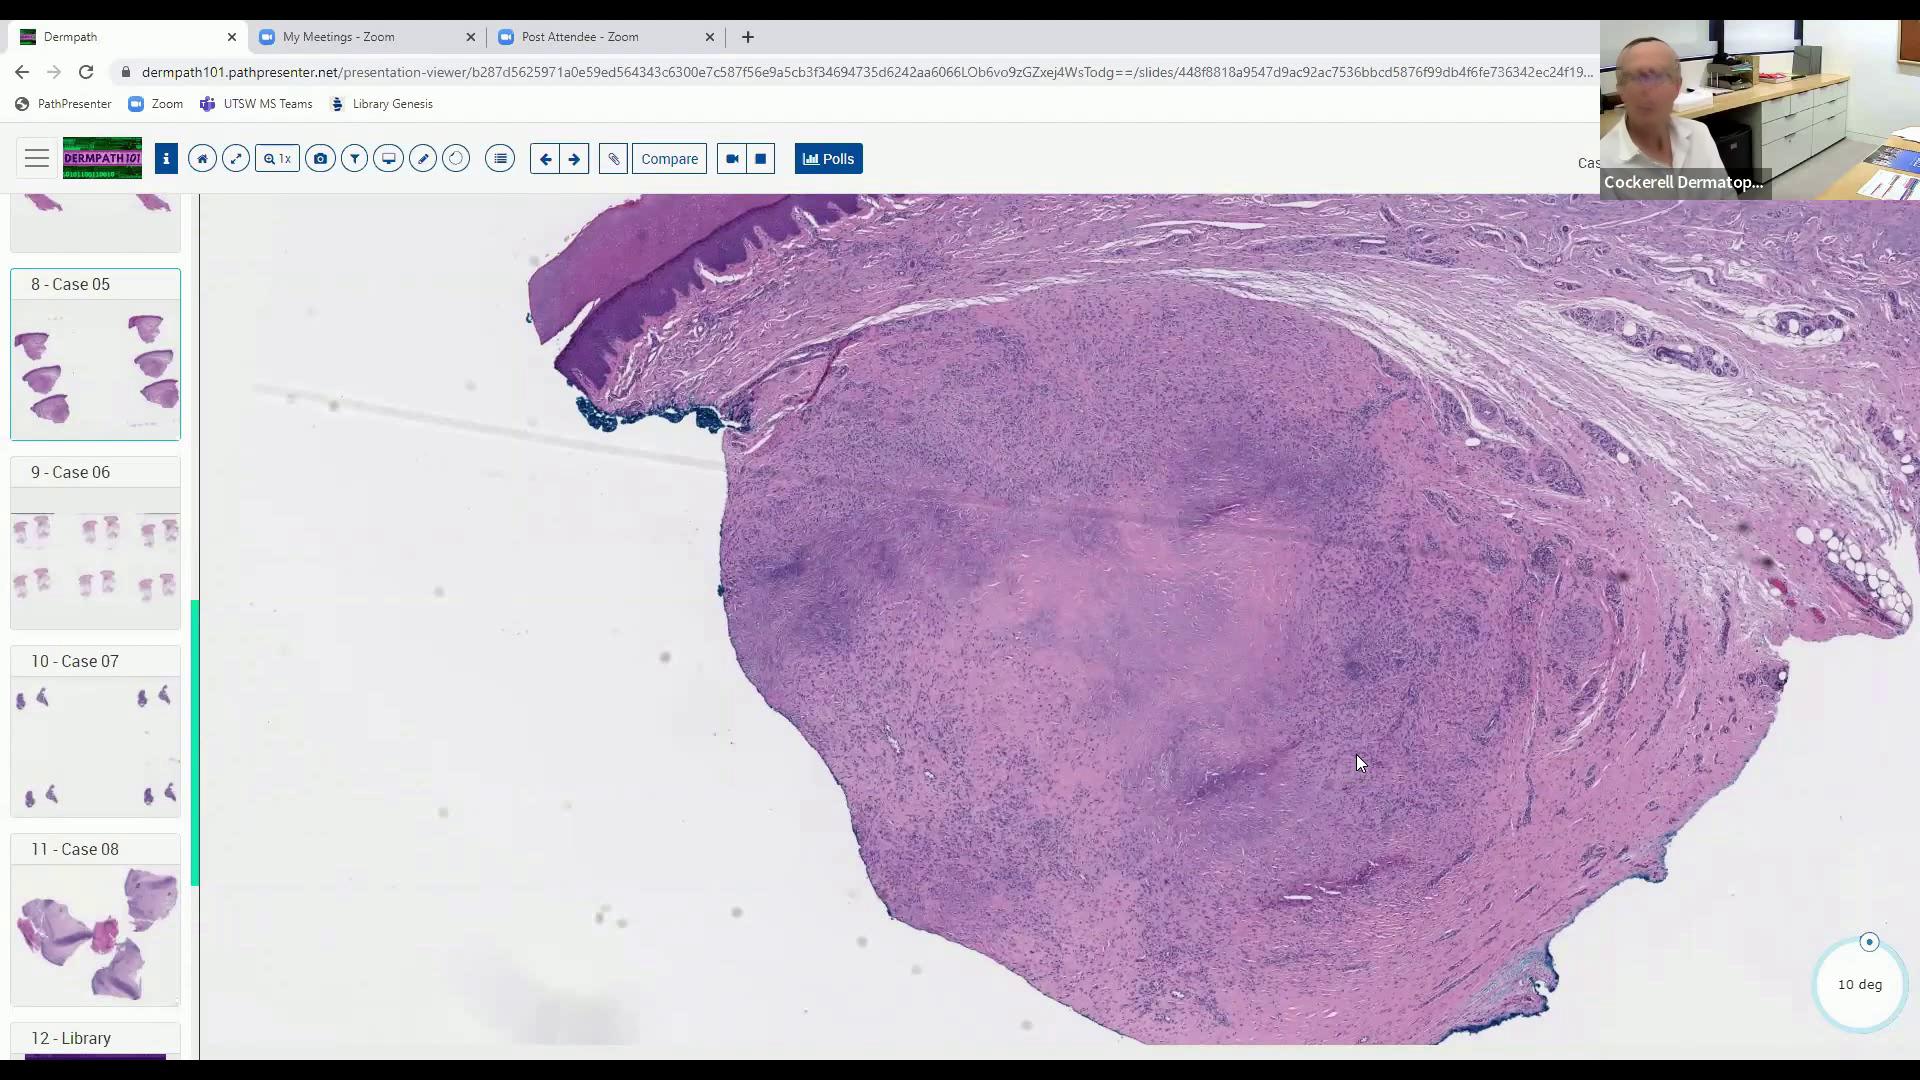 Dermpath
My Meetings - Zoom
Post Attendee - Zoom
dermpath101.pathpresenter.net/presentation-viewer/b287d5625971a0e59ed564343c6300e7c587f56e9a5cb3f34694735d6242aa6066LOb6vo9zGZxej4WsTodg==/slides/448f8818a9547d9ac92ac7536bbcd5876f99db4f6fe736342ec24f19...
PathPresenter
Zoom
UTSW MS Teams
Library Genesis
DERMPATH 101
i
1x
Compare
Polls
Cas
Cockerell Dermatop...
8 - Case 05
9 - Case 06
10 - Case 07
11 - Case 08
12 - Library
10 deg